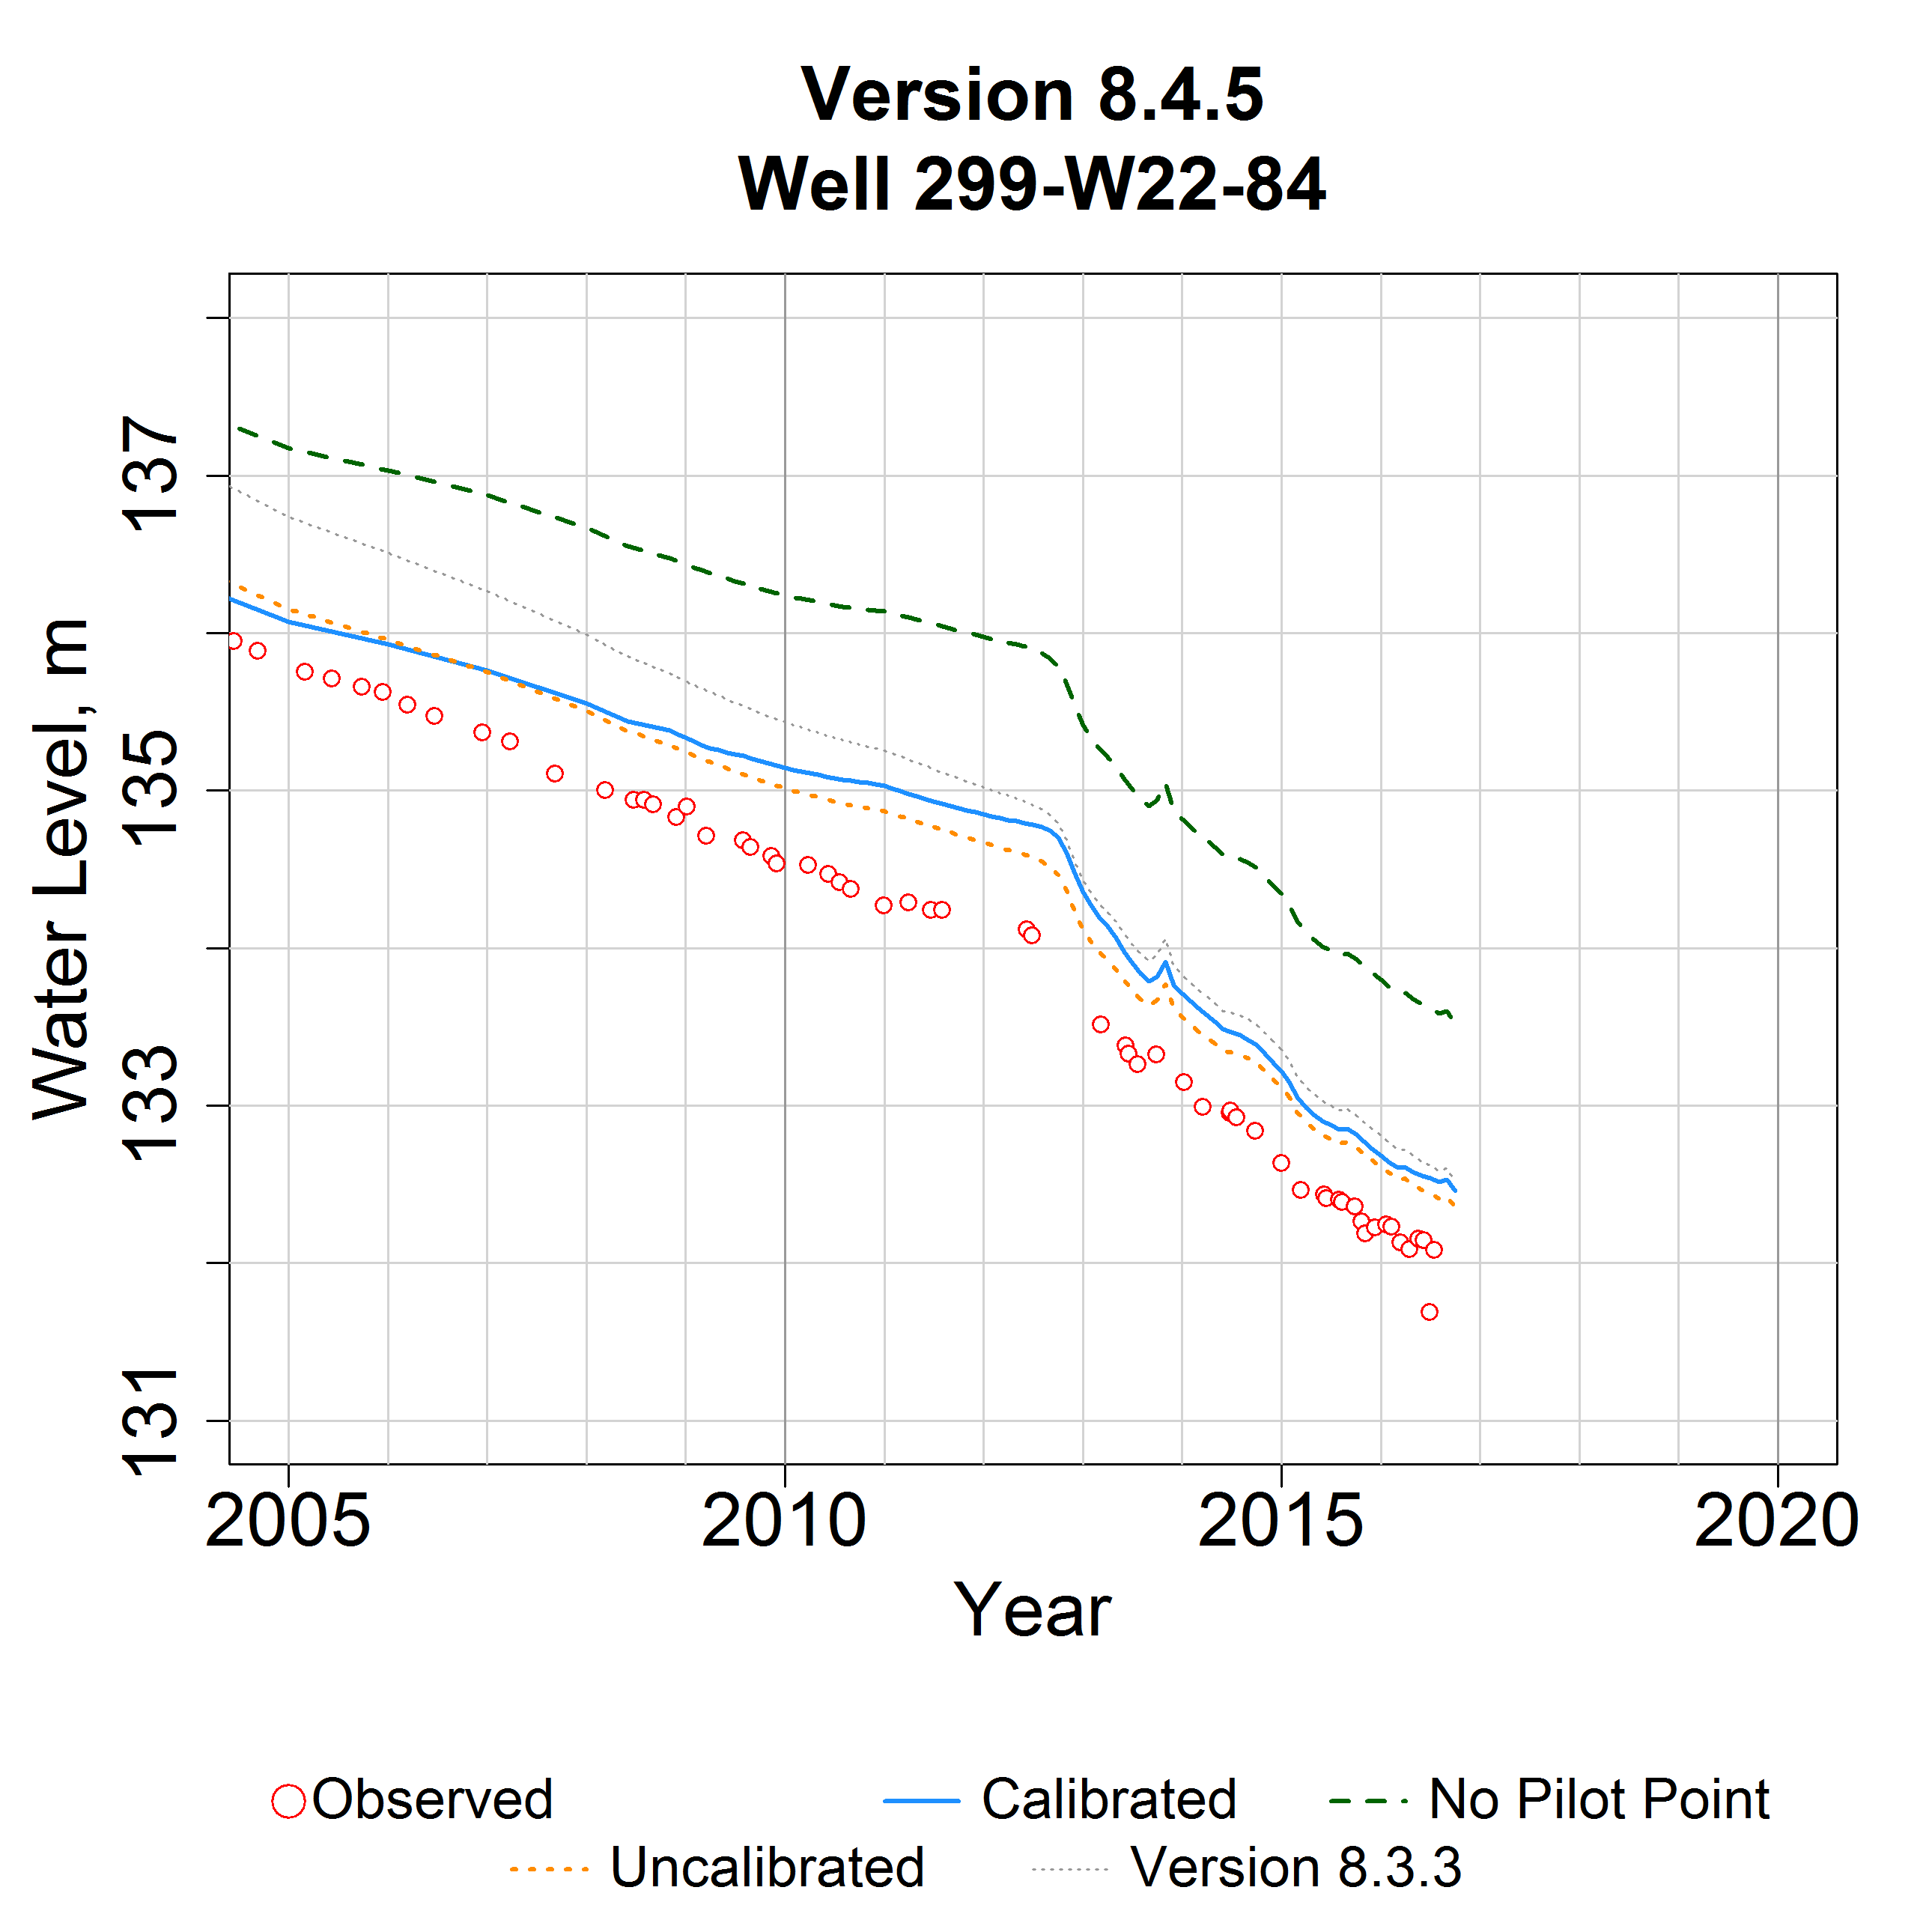 Version 8.4.5
Well 299-W22-84
Water Level, m
137
135
133
131
2005 2010 2015 2020
Year
Observed Calibrated No Pilot Point
Uncalibrated Version 8.3.3